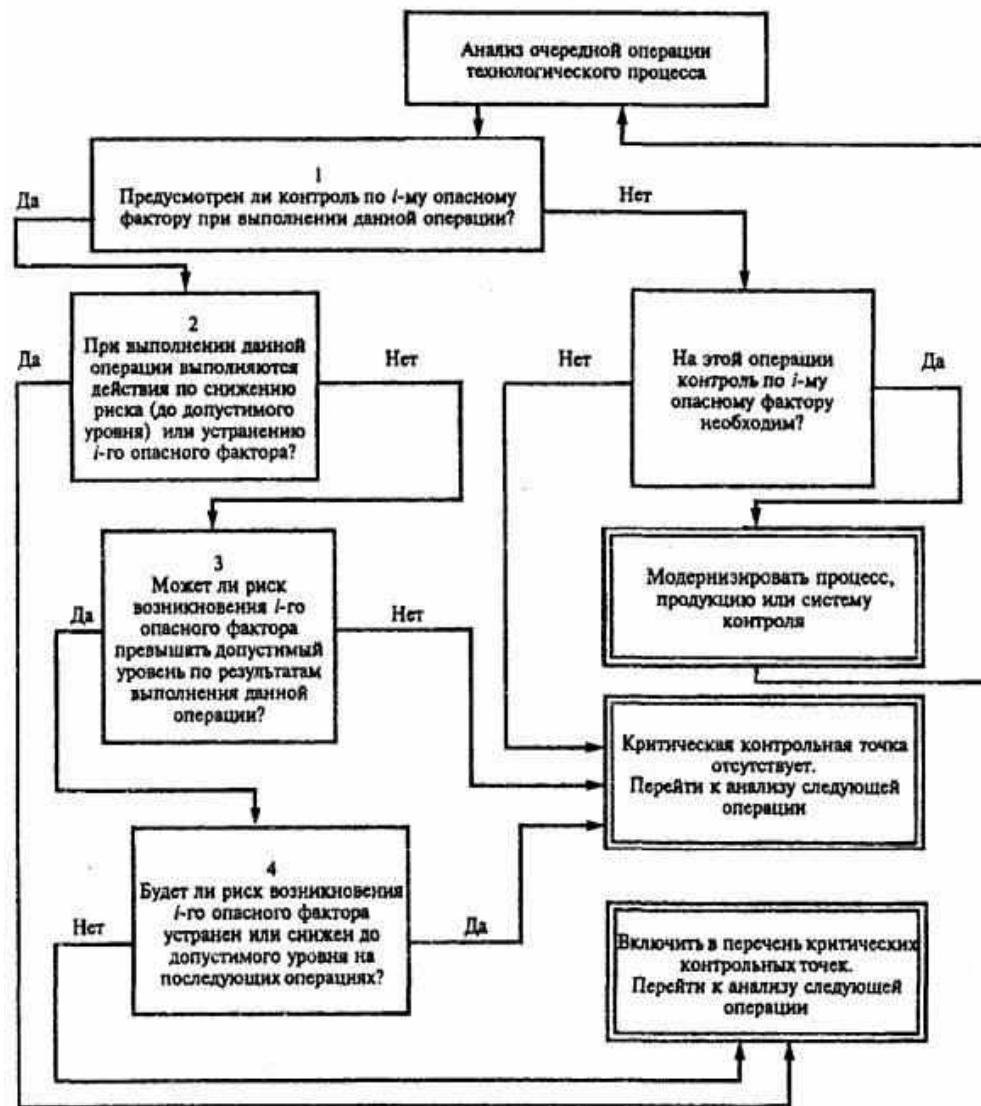 Анализ очередной операции
технологического процесса
1
Предусмотрен ли контроль по i-му опасному
фактору при выполнении данной операции?
Да
Нет
2
При выполнении данной
операции выполняются
действия по снижению
риска (до допустимого
уровня) или устранению
i-го опасного фактора?
Да
Нет
На этой операции
контроль по i-му
опасному фактору
необходим?
Нет
Да
Модернизировать процесс,
продукцию или систему
контроля
3
Может ли риск
возникновения i-го
опасного фактора
превышать допустимый
уровень по результатам
выполнения данной
операции?
Да
Нет
Критическая контрольная точка
отсутствует.
Перейти к анализу следующей
операции
4
Будет ли риск возникновения
i-го опасного фактора
устранен или снижен до
допустимого уровня на
последующих операциях?
Нет
Да
Включить в перечень критических
контрольных точек.
Перейти к анализу следующей
операции